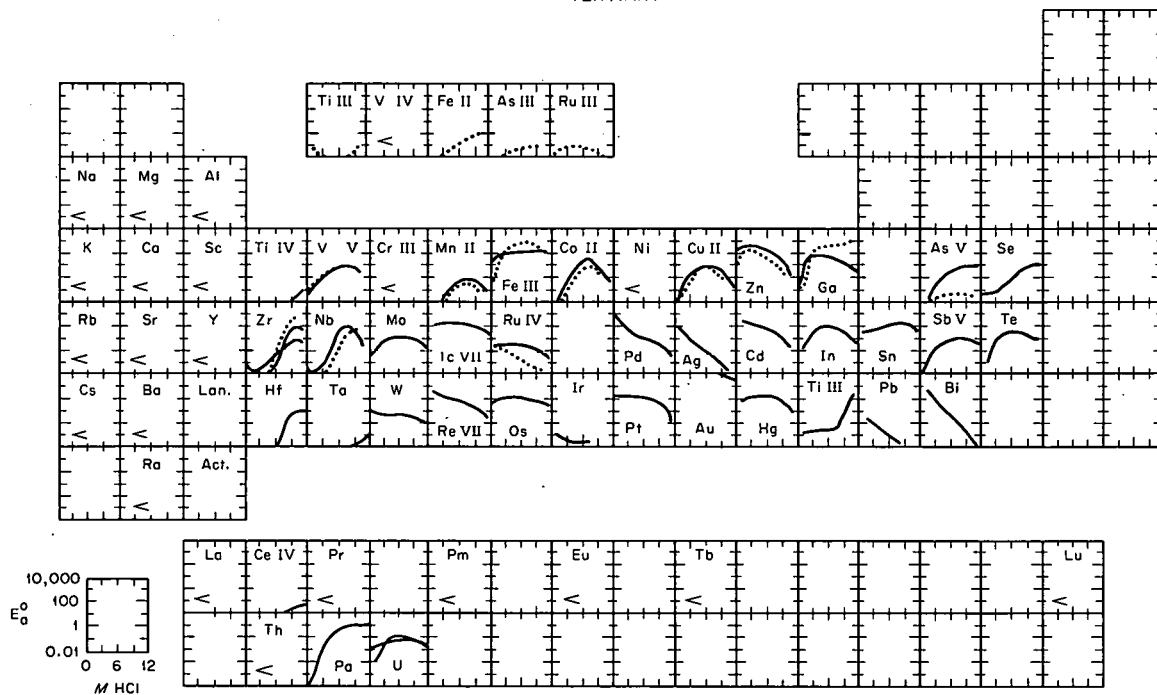 Ti III V IV Fe II As III Ru III
<
Na Mg Al
< < <
K Ca Sc Ti IV V V Cr III Mn II Fe III Co II Ni Cu II Zn Ga As V Se
< < < < <
Rb Sr Y Zr Nb Mo Ic VII Ru IV Pd Ag Cd In Sn Sb V Te
< < <
Cs Ba Lan. Hf Ta W Re VII Os Ir Pt Au Hg Ti III Pb Bi
< <
Ra Act.
<
La Ce IV Pr Pm Eu Tb Lu
< < < < < <
Th Pa U
<
10,000
100
E°a
1
0.01
0 6 12
M HCl